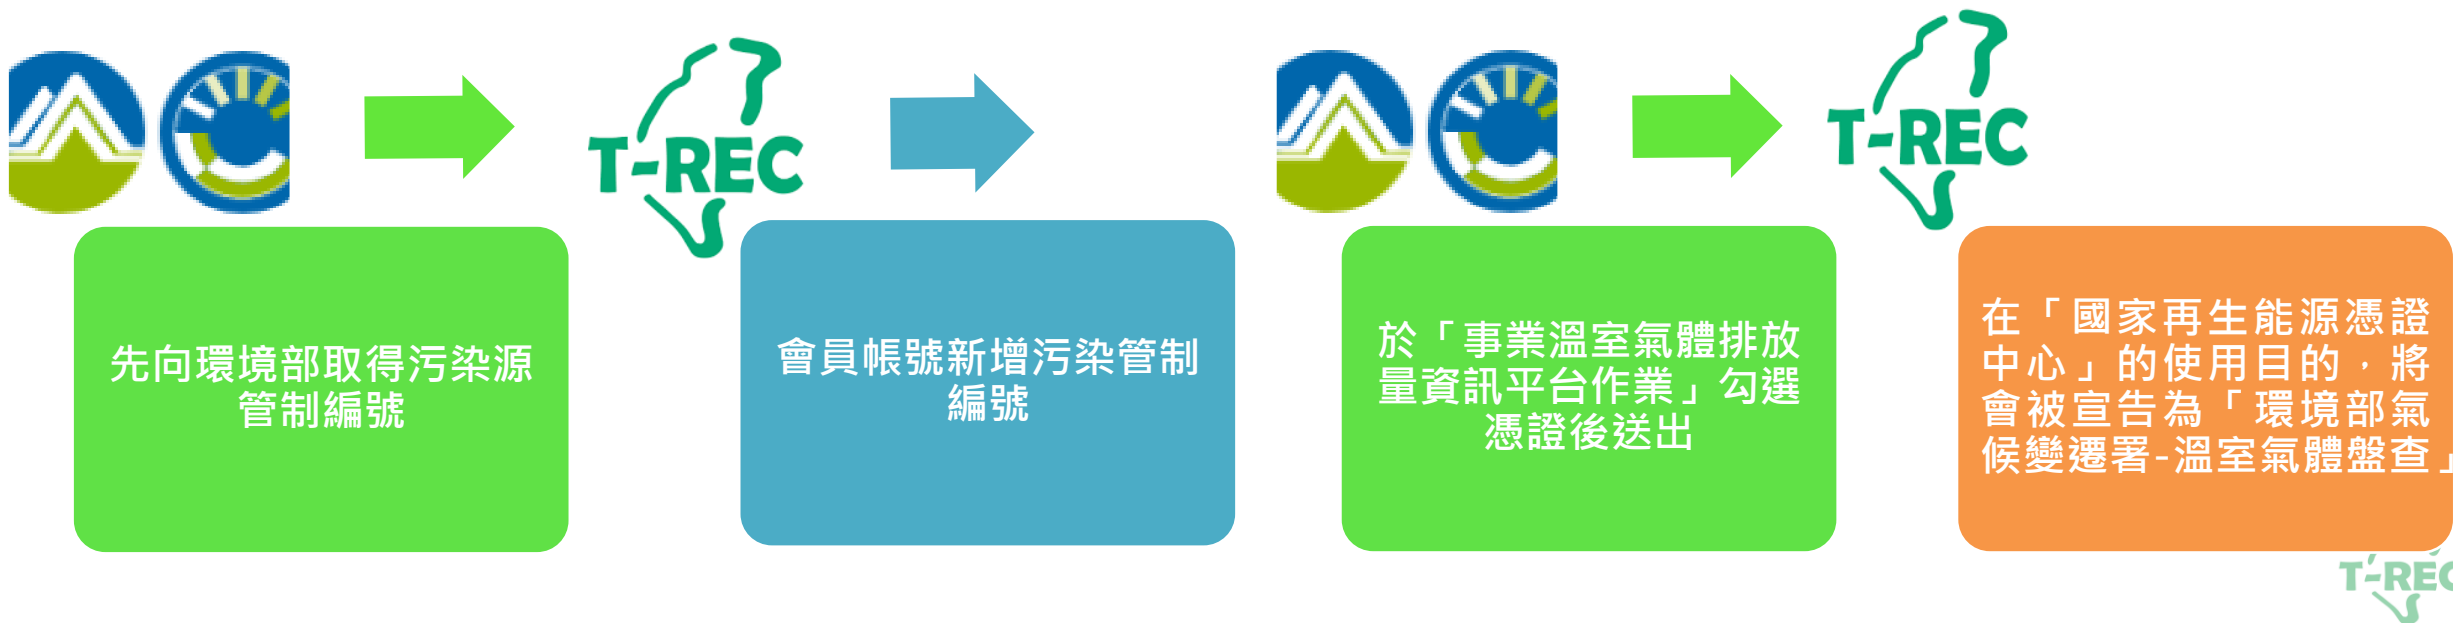 T-REC
T-REC
先向環境部取得污染源
管制編號
會員帳號新增污染管制
編號
於「事業溫室氣體排放
量資訊平台作業」勾選
憑證後送出
在「國家再生能源憑證
中心」的使用目的，將
會被宣告為「環境部氣
候變遷署-溫室氣體盤查」
T-REC